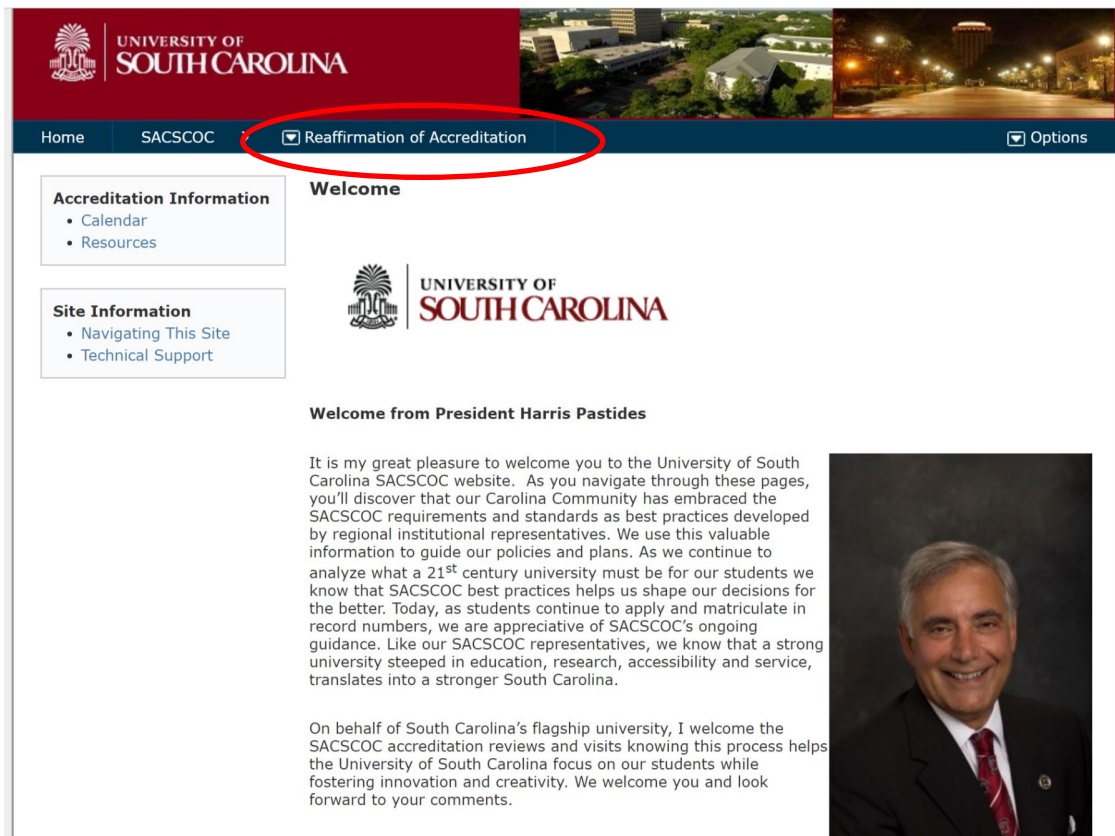 UNIVERSITY OF
SOUTH CAROLINA
Home SACSCOC Reaffirmation of Accreditation Options
Accreditation Information
• Calendar
• Resources
Site Information
• Navigating This Site
• Technical Support
Welcome
UNIVERSITY OF
SOUTH CAROLINA
Welcome from President Harris Pastides
It is my great pleasure to welcome you to the University of South
Carolina SACSCOC website. As you navigate through these pages,
you’ll discover that our Carolina Community has embraced the
SACSCOC requirements and standards as best practices developed
by regional institutional representatives. We use this valuable
information to guide our policies and plans. As we continue to
analyze what a 21st century university must be for our students we
know that SACSCOC best practices helps us shape our decisions for
the better. Today, as students continue to apply and matriculate in
record numbers, we are appreciative of SACSCOC’s ongoing
guidance. Like our SACSCOC representatives, we know that a strong
university steeped in education, research, accessibility and service,
translates into a stronger South Carolina.
On behalf of South Carolina’s flagship university, I welcome the
SACSCOC accreditation reviews and visits knowing this process helps
the University of South Carolina focus on our students while
fostering innovation and creativity. We welcome you and look
forward to your comments.